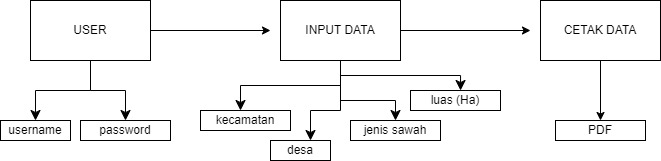 USER
INPUT DATA
CETAK DATA
username
password
kecamatan
desa
jenis sawah
luas (Ha)
PDF